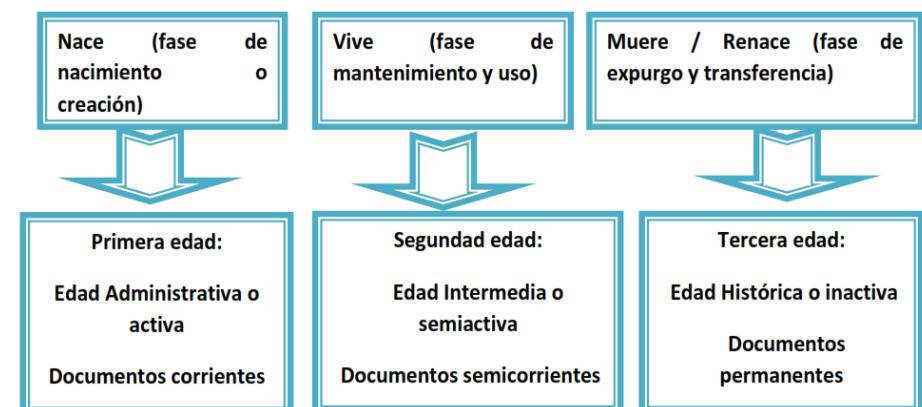 Nace (fase de
nacimiento o
creación)
Vive (fase de
mantenimiento y uso)
Muere / Renace (fase de
expurgo y transferencia)
Primera edad:
Edad Administrativa o
activa
Documentos corrientes
Segundad edad:
Edad Intermedia o
semiactiva
Documentos semicorrientes
Tercera edad:
Edad Histórica o inactiva
Documentos
permanentes